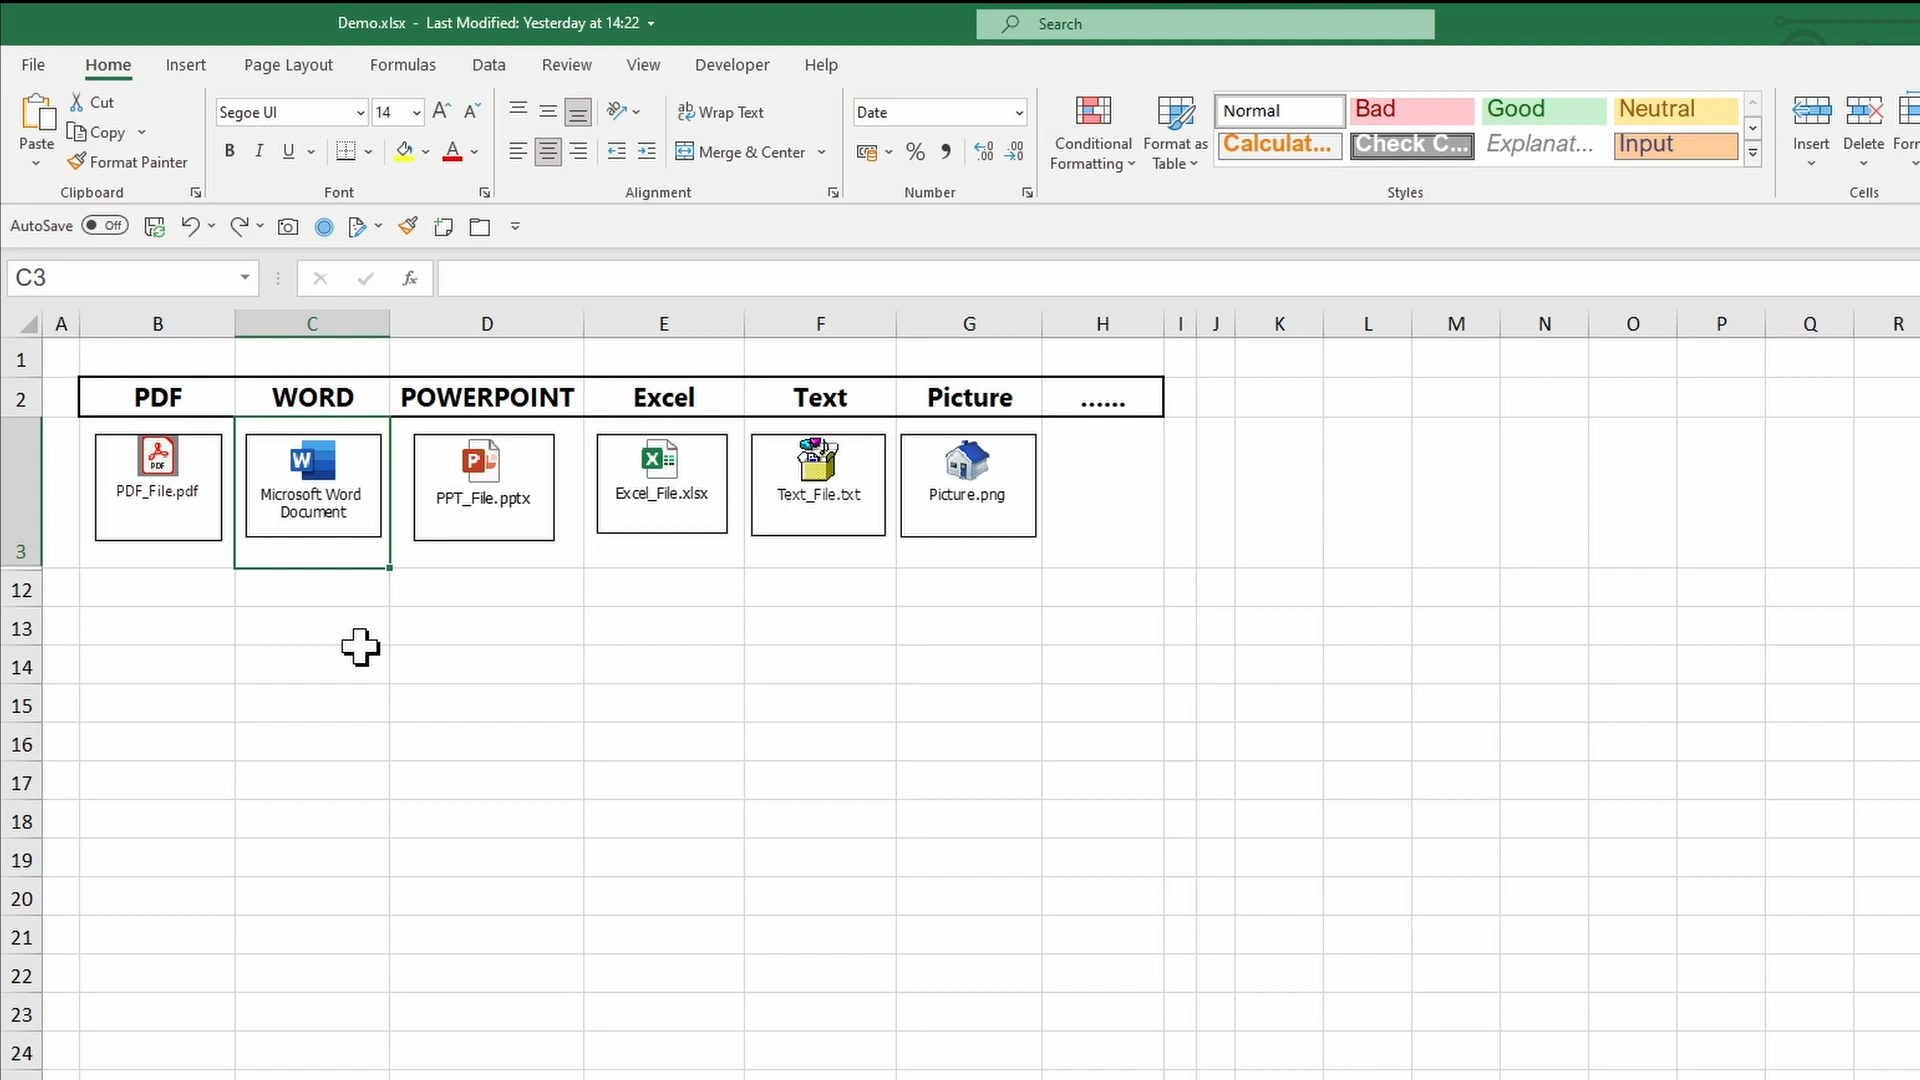 Demo.xlsx - Last Modified: Yesterday at 14:22
Search
File Home Insert Page Layout Formulas Data Review View Developer Help
Paste
Cut
Copy
Format Painter
Clipboard
Segoe UI 14
B I U
Font
Wrap Text
Merge & Center
Alignment
Date
Number
Conditional Formatting
Format as Table
Normal Bad Good Neutral
Calculat... Check C... Explanat... Input
Styles
Insert Delete Form
Cells
AutoSave Off
C3 fx
A B C D E F G H I J K L M N O P Q R
1
2 PDF WORD POWERPOINT Excel Text Picture ......
3
PDF
PDF_File.pdf
W
Microsoft Word
Document
P
PPT_File.pptx
X
Excel_File.xlsx
Text_File.txt
Picture.png
12
13
14
15
16
17
18
19
20
21
22
23
24